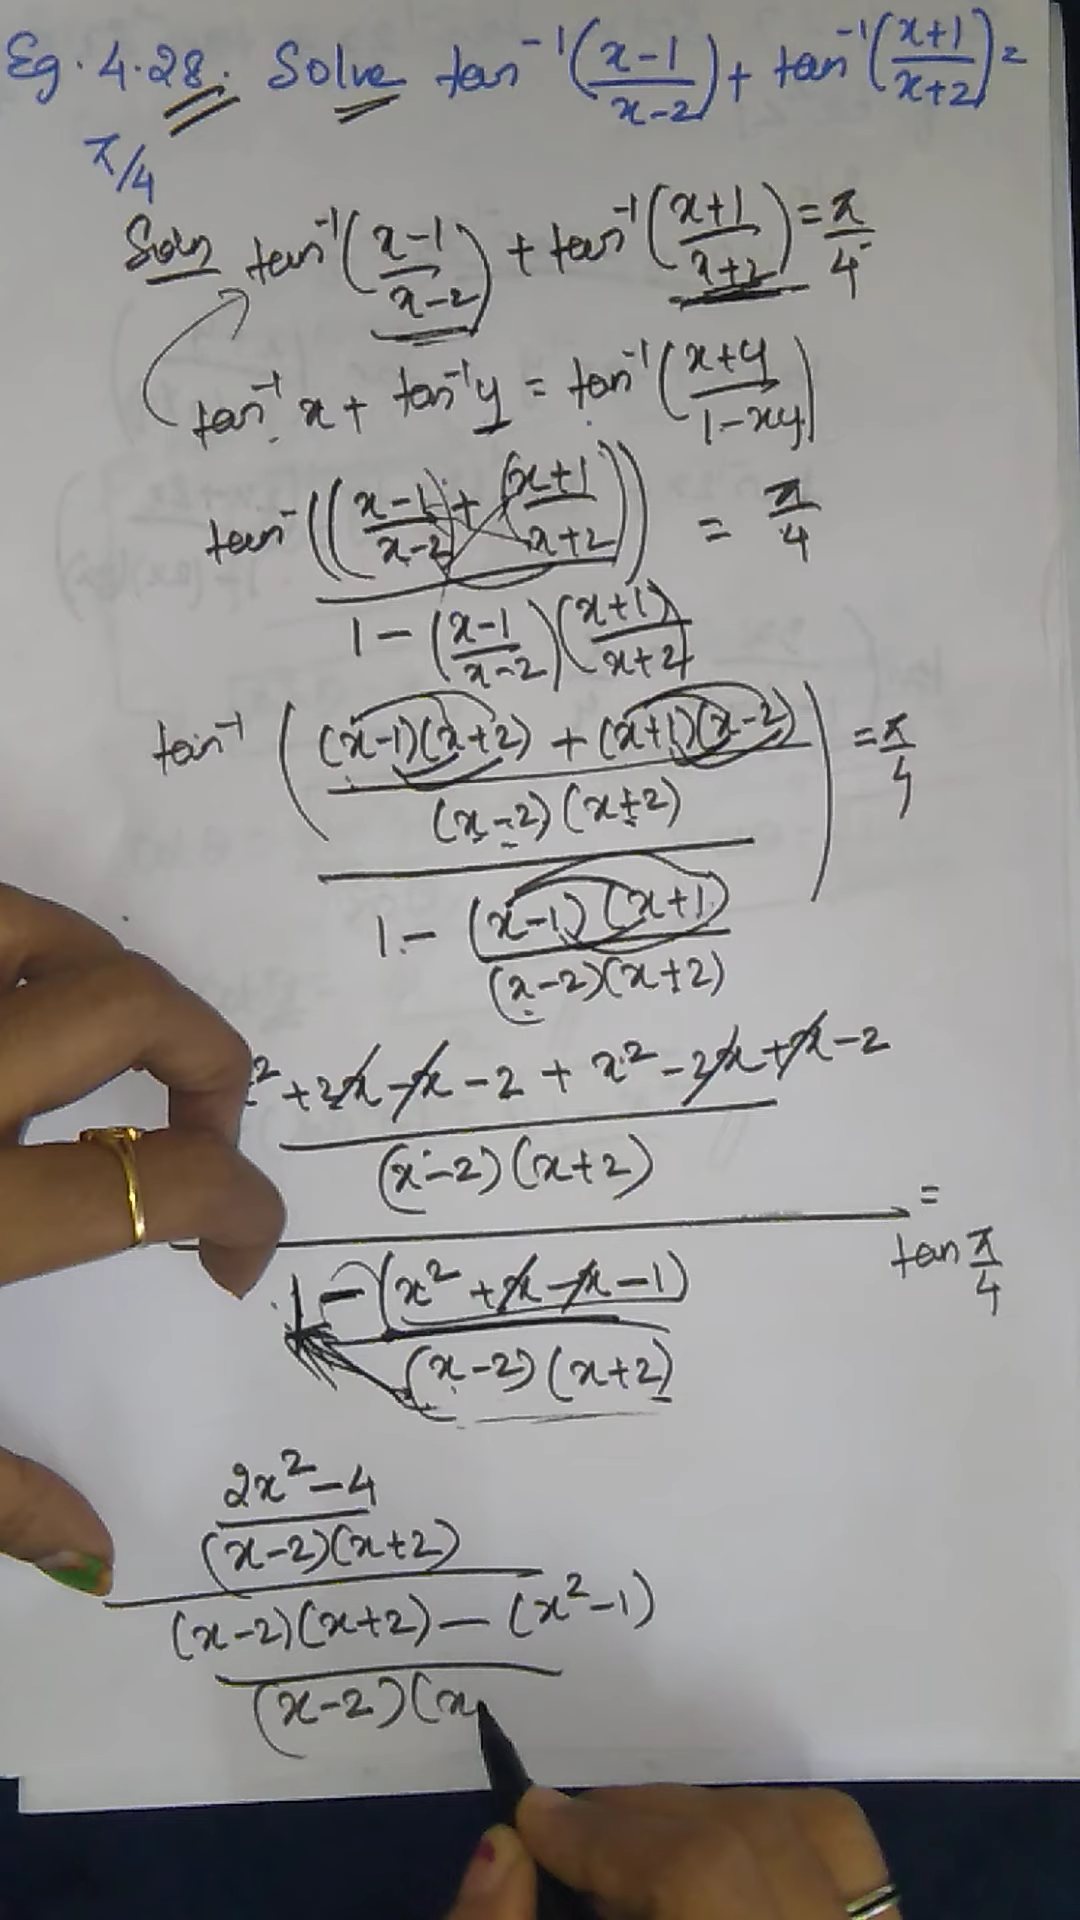 Eg. 4.28. Solve tan⁻¹((x-1)/(x-2)) + tan⁻¹((x+1)/(x+2)) =
π/4
Soln tan⁻¹((x-1)/(x-2)) + tan⁻¹((x+1)/(x+2)) = π/4
tan⁻¹x + tan⁻¹y = tan⁻¹((x+y)/(1-xy))
tan⁻(((x-1)/(x-2) + (x+1)/(x+2))) = π/4
1 - ((x-1)/(x-2))((x+1)/(x+2))
tan⁻¹( (x-1)(x+2) + (x+1)(x-2) ) = π/4
(x-2)(x+2)
1 - (x-1)(x+1)
(x-2)(x+2)
² + 2x - x - 2 + x² - 2x + x - 2
(x-2)(x+2)
= tan π/4
1 - (x² + x - x - 1)
(x-2)(x+2)
2x² - 4
(x-2)(x+2)
(x-2)(x+2) - (x²-1)
(x-2)(x